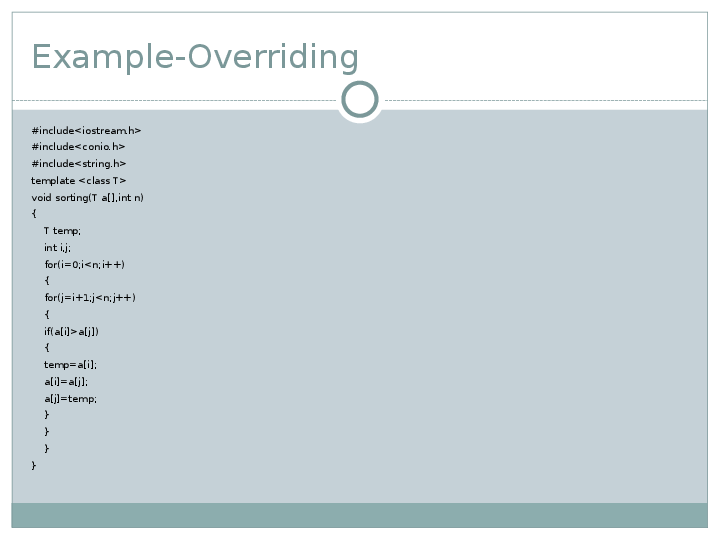 Example-Overriding
#include<iostream.h>
#include<conio.h>
#include<string.h>
template <class T>
void sorting(T a[],int n)
{
T temp;
int i,j;
for(i=0;i<n;i++)
{
for(j=i+1;j<n;j++)
{
if(a[i]>a[j])
{
temp=a[i];
a[i]=a[j];
a[j]=temp;
}
}
}
}